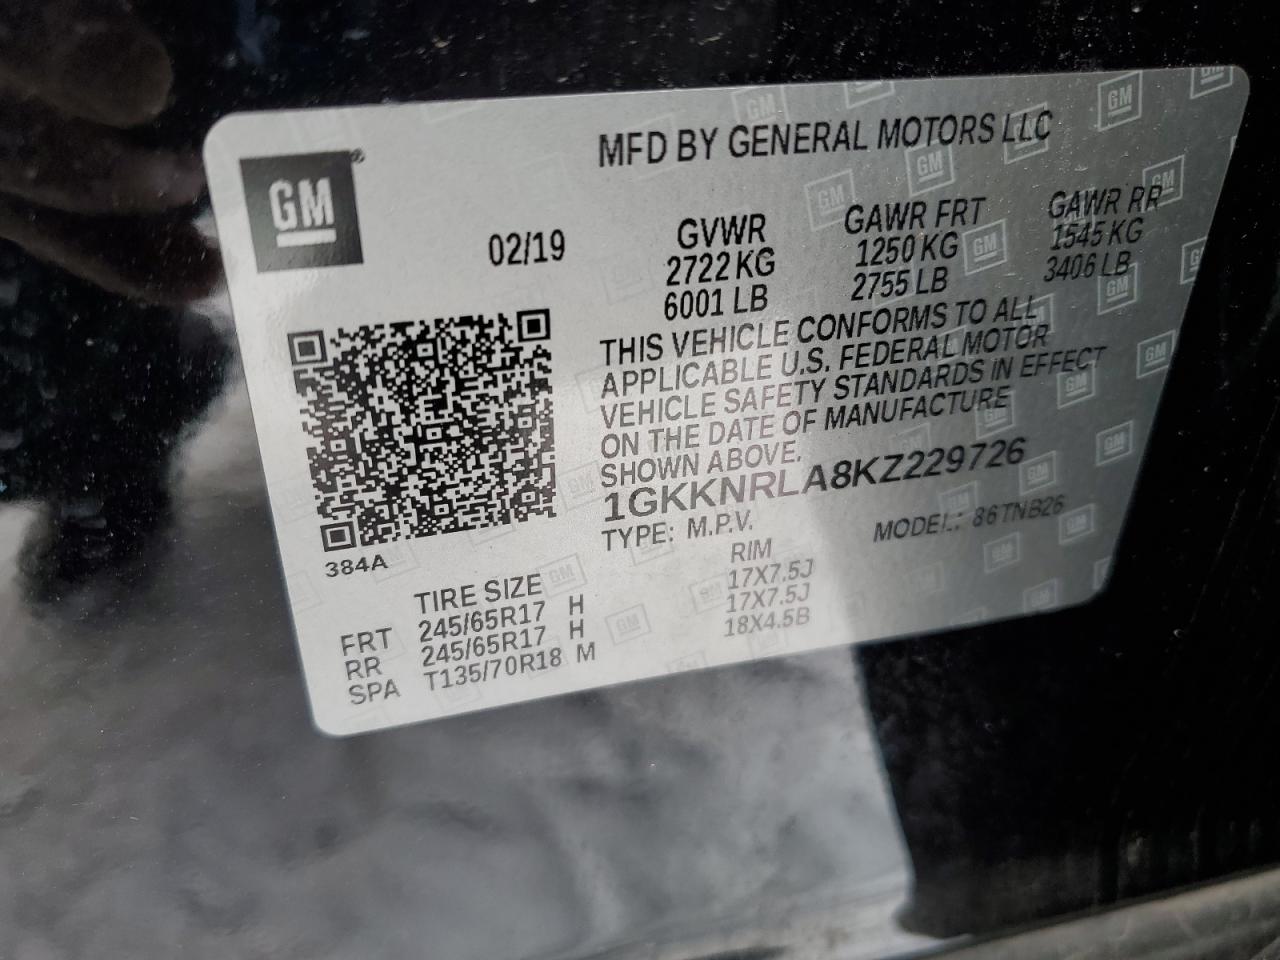 MFD BY GENERAL MOTORS LLC
GM®
02/19
GVWR GAWR FRT GAWR RR
2722 KG 1250 KG 1545 KG
6001 LB 2755 LB 3406 LB
THIS VEHICLE CONFORMS TO ALL
APPLICABLE U.S. FEDERAL MOTOR
VEHICLE SAFETY STANDARDS IN EFFECT
ON THE DATE OF MANUFACTURE
SHOWN ABOVE.
1GKKNRLA8KZ229726
TYPE: M.P.V. MODEL: 86TNB26
384A
TIRE SIZE RIM
FRT 245/65R17 H 17X7.5J
RR 245/65R17 H 17X7.5J
SPA T135/70R18 M 18X4.5B